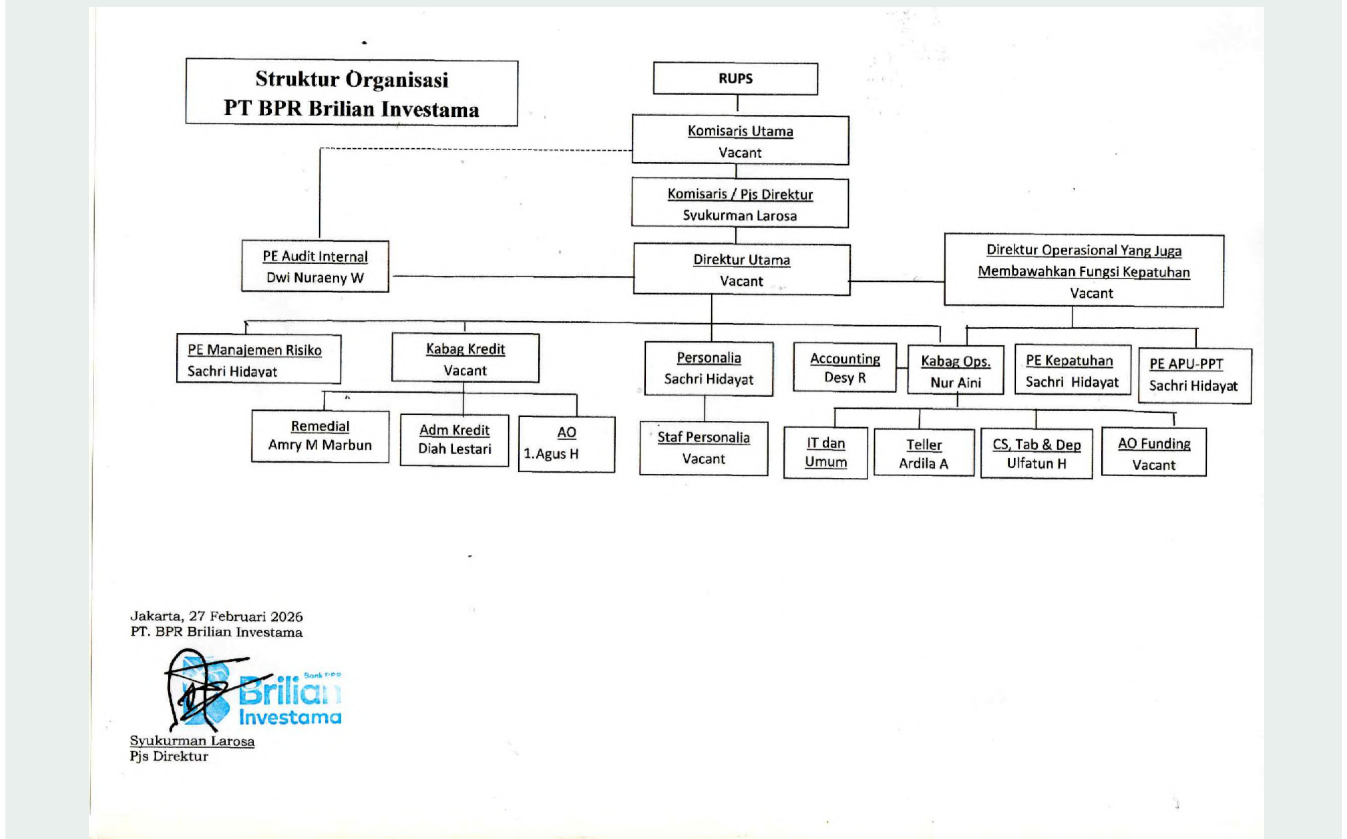 Struktur Organisasi
PT BPR Brilian Investama
RUPS
Komisaris Utama
Vacant
Komisaris / Pjs Direktur
Syukurman Larosa
PE Audit Internal
Dwi Nuraeny W
Direktur Utama
Vacant
Direktur Operasional Yang Juga
Membawahkan Fungsi Kepatuhan
Vacant
PE Manajemen Risiko
Sachri Hidayat
Kabag Kredit
Vacant
Personalia
Sachri Hidayat
Accounting
Desy R
Kabag Ops.
Nur Aini
PE Kepatuhan
Sachri Hidayat
PE APU-PPT
Sachri Hidayat
Remedial
Amry M Marbun
Adm Kredit
Diah Lestari
AO
1.Agus H
Staf Personalia
Vacant
IT dan
Umum
Teller
Ardila A
CS, Tab & Dep
Ulfatun H
AO Funding
Vacant
Jakarta, 27 Februari 2026
PT. BPR Brilian Investama
Bank BPR
Brilian
Investama
Syukurman Larosa
Pjs Direktur